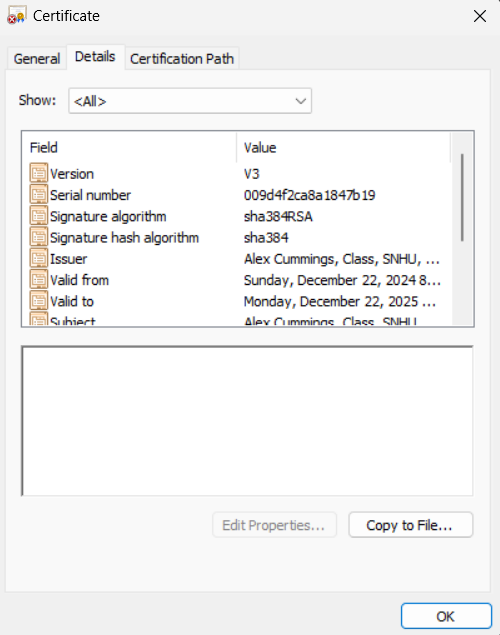 Certificate
General Details Certification Path
Show: <All>
Field Value
Version V3
Serial number 009d4f2ca8a1847b19
Signature algorithm sha384RSA
Signature hash algorithm sha384
Issuer Alex Cummings, Class, SNHU, ...
Valid from Sunday, December 22, 2024 8...
Valid to Monday, December 22, 2025 ...
Subject Alex Cummings, Class, SNHU, ...
Edit Properties... Copy to File...
OK